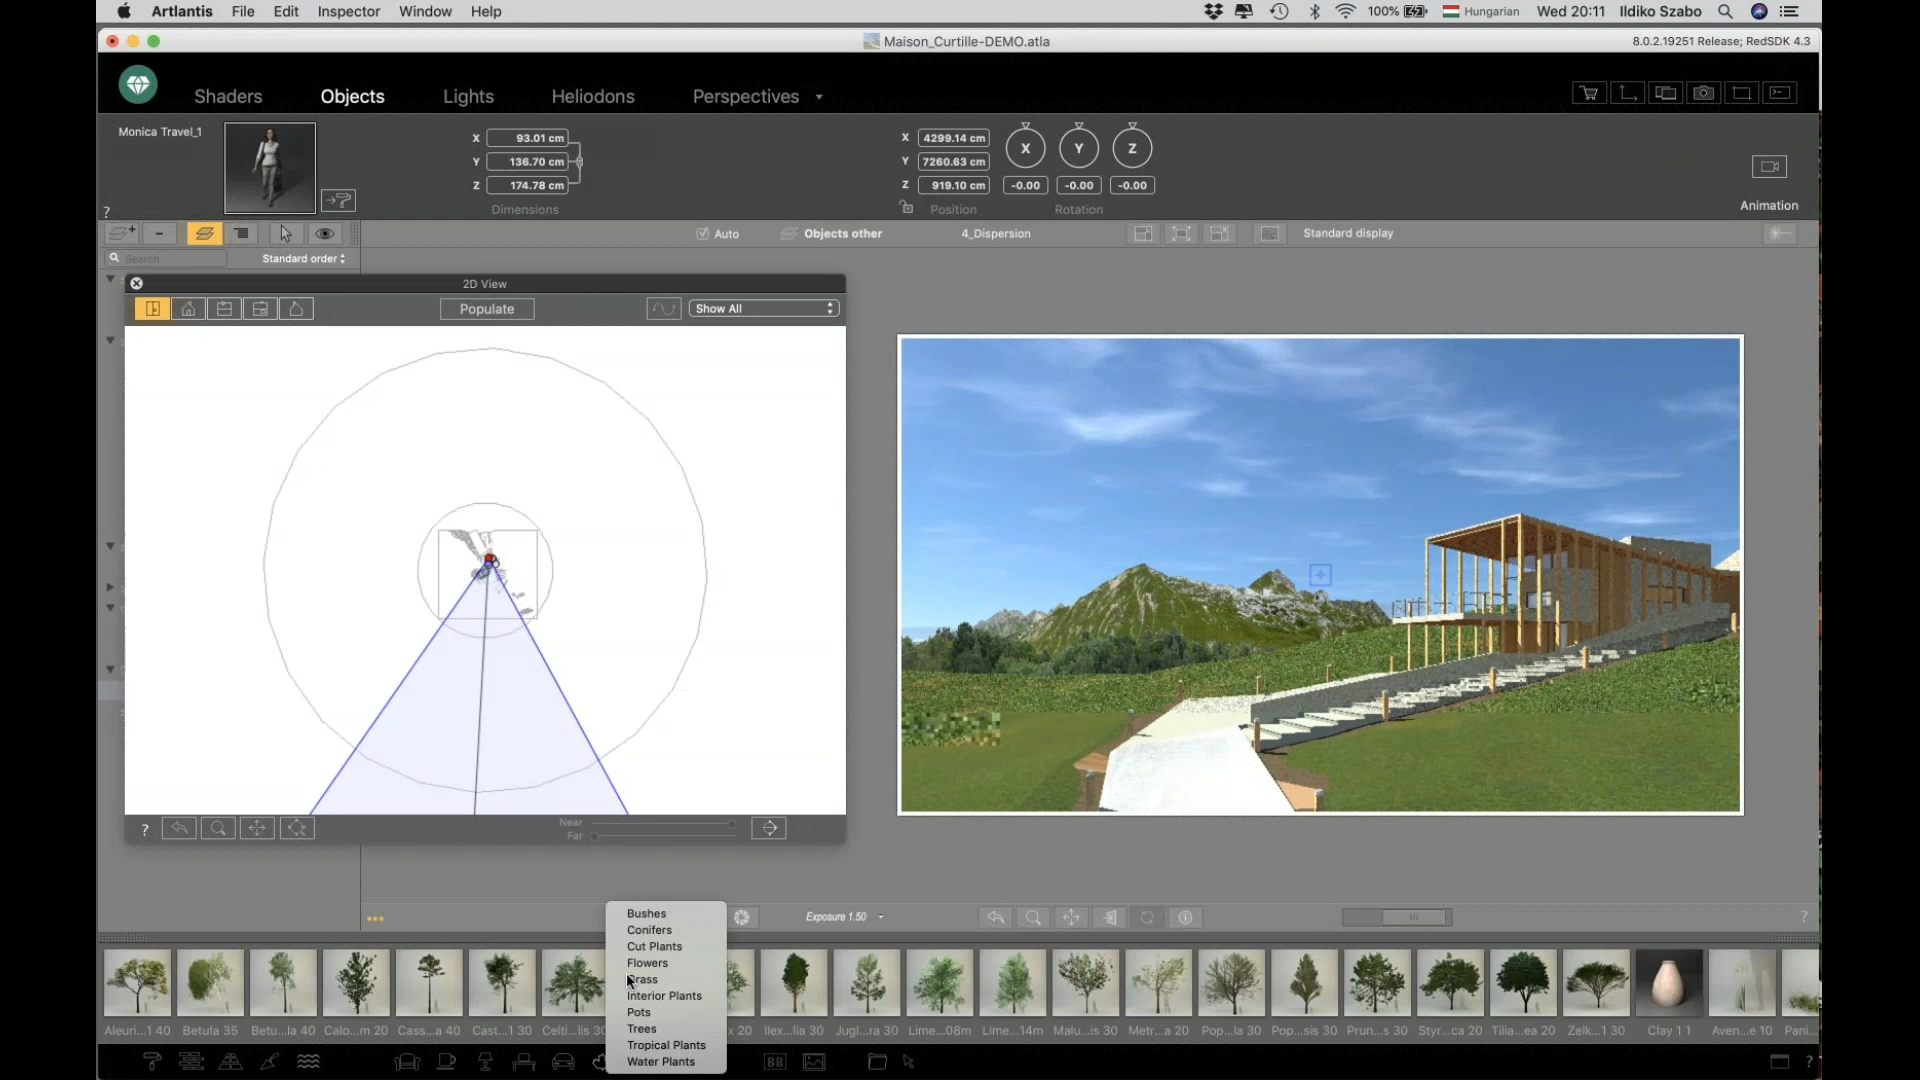 Artlantis File Edit Inspector Window Help 100% Hungarian Wed 20:11 Ildiko Szabo
Maison_Curtille-DEMO.atla 8.0.2.19251 Release; RedSDK 4.3
Shaders Objects Lights Heliodons Perspectives
Monica Travel_1
X 93.01 cm
Y 136.70 cm
Z 174.78 cm
Dimensions
X 4299.14 cm
Y 7260.63 cm
Z 919.10 cm
Position
X Y Z
-0.00 -0.00 -0.00
Rotation
Animation
?
Auto Objects other 4_Dispersion Standard display
Search Standard order
2D View
Populate Show All
?
Near
Far
Exposure 1.50
?
Bushes
Conifers
Cut Plants
Flowers
Grass
Interior Plants
Pots
Trees
Tropical Plants
Water Plants
Aleuri...1 40 Betula 35 Betu...la 40 Calo...m 20 Cass...a 40 Cast...1 30 Celti...lis 30 x 20 Ilex...lia 30 Jugl...ra 30 Lime...08m Lime...14m Malu...is 30 Metr...a 20 Pop...la 30 Pop...sis 30 Prun...s 30 Styr...ca 20 Tilia...ea 20 Zelk...1 30 Clay 1 1 Aven...e 10 Pani...
BB
?